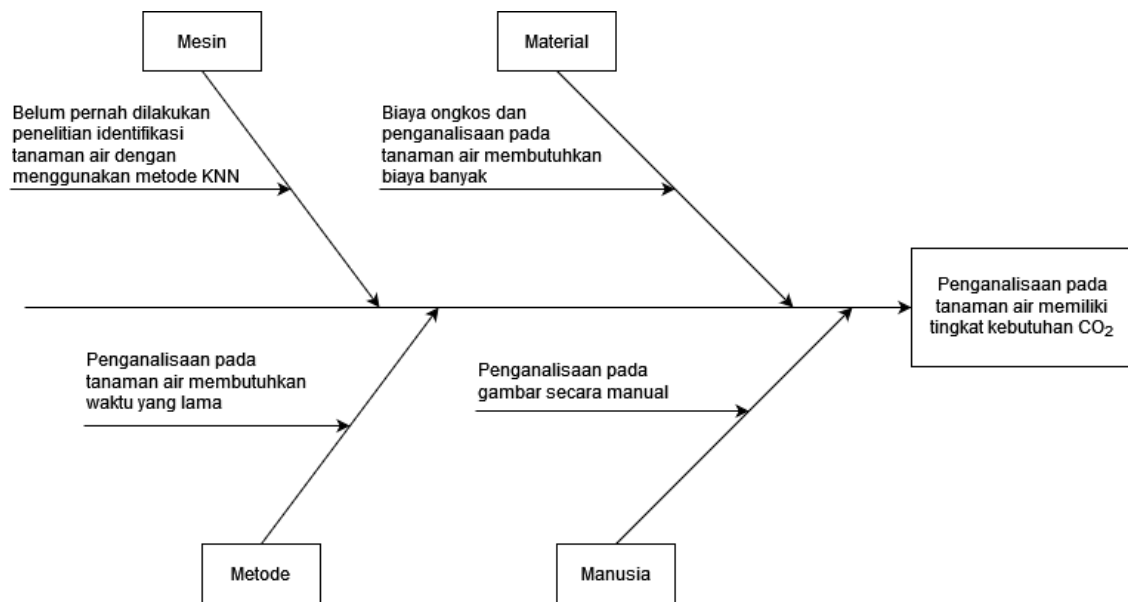 Mesin
Material
Belum pernah dilakukan
penelitian identifikasi
tanaman air dengan
menggunakan metode KNN
Biaya ongkos dan
penganalisaan pada
tanaman air membutuhkan
biaya banyak
Penganalisaan pada
tanaman air memiliki
tingkat kebutuhan CO₂
Penganalisaan pada
tanaman air membutuhkan
waktu yang lama
Penganalisaan pada
gambar secara manual
Metode
Manusia